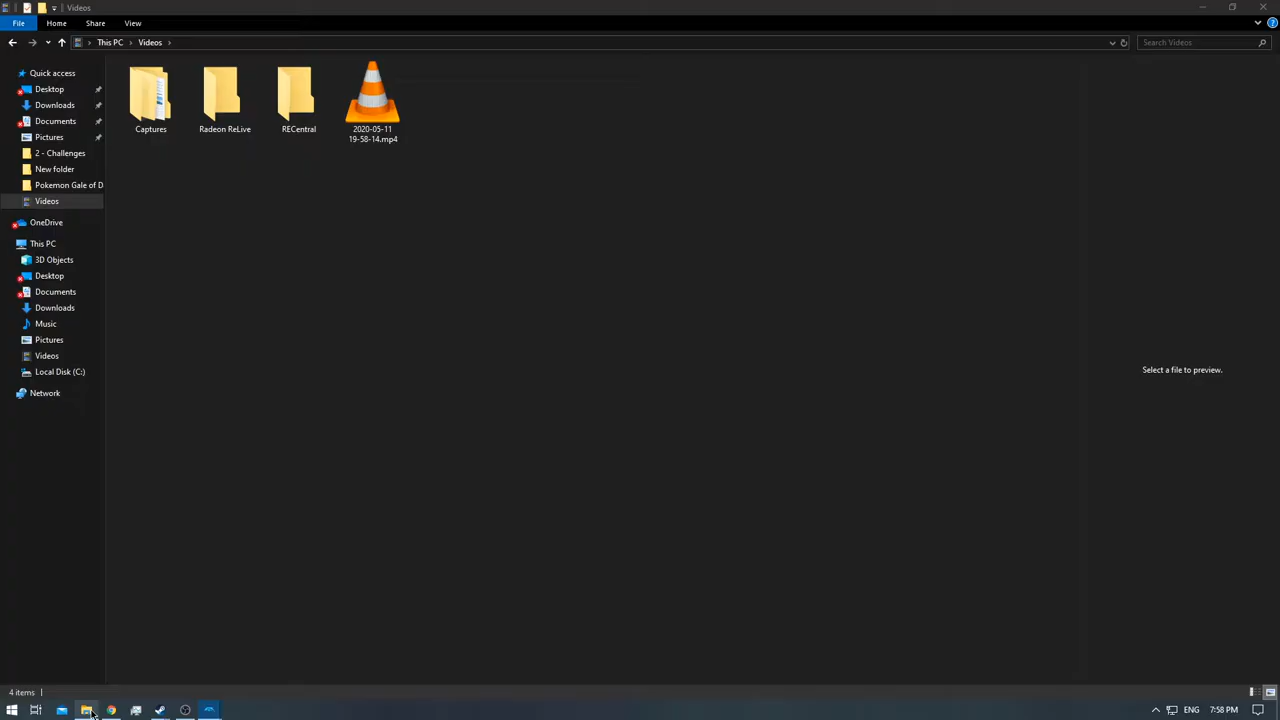 Videos
File Home Share View
This PC Videos Search Videos
Quick access
Desktop
Downloads
Documents
Pictures
2 - Challenges
New folder
Pokemon Gale of D
Videos
OneDrive
This PC
3D Objects
Desktop
Documents
Downloads
Music
Pictures
Videos
Local Disk (C:)
Network
Captures
Radeon ReLive
RECentral
2020-05-11
19-58-14.mp4
Select a file to preview.
4 items
ENG 7:58 PM